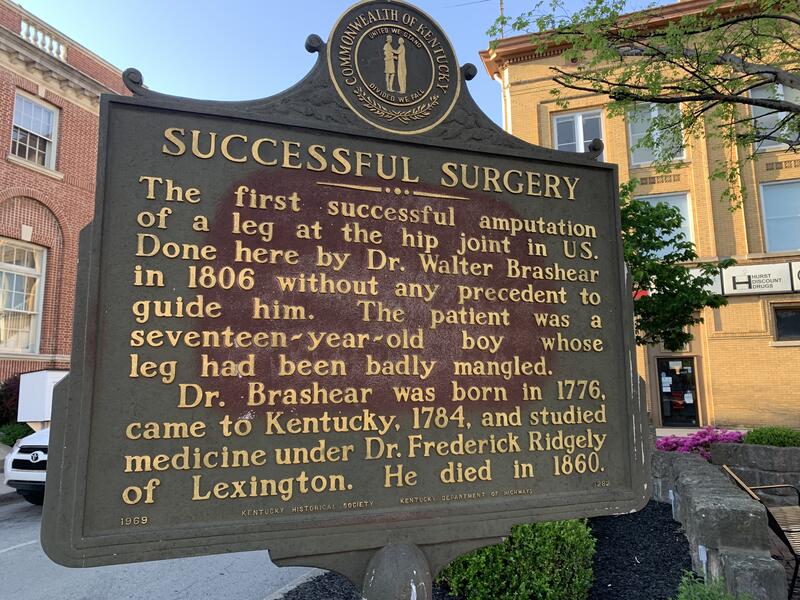 COMMONWEALTH OF KENTUCKY
UNITED WE STAND
DIVIDED WE FALL
SUCCESSFUL SURGERY
The first successful amputation
of a leg at the hip joint in US.
Done here by Dr. Walter Brashear
in 1806 without any precedent to
guide him. The patient was a
seventeen-year-old boy whose
leg had been badly mangled.
Dr. Brashear was born in 1776,
came to Kentucky, 1784, and studied
medicine under Dr. Frederick Ridgely
of Lexington. He died in 1860.
1969 KENTUCKY HISTORICAL SOCIETY KENTUCKY DEPARTMENT OF HIGHWAYS 1282
H HURST
DISCOUNT
DRUGS